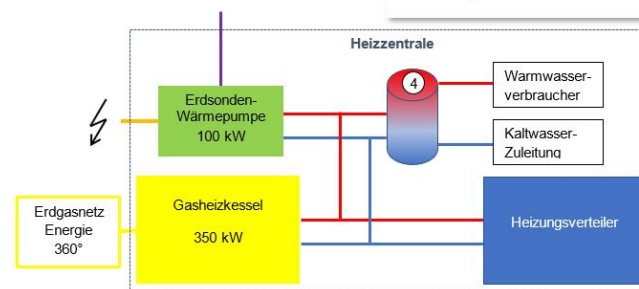 Heizzentrale
Erdsonden-
Wärmepumpe
100 kW
4
Warmwasser-
verbraucher
Kaltwasser-
Zuleitung
Erdgasnetz
Energie
360°
Gasheizkessel
350 kW
Heizungsverteiler